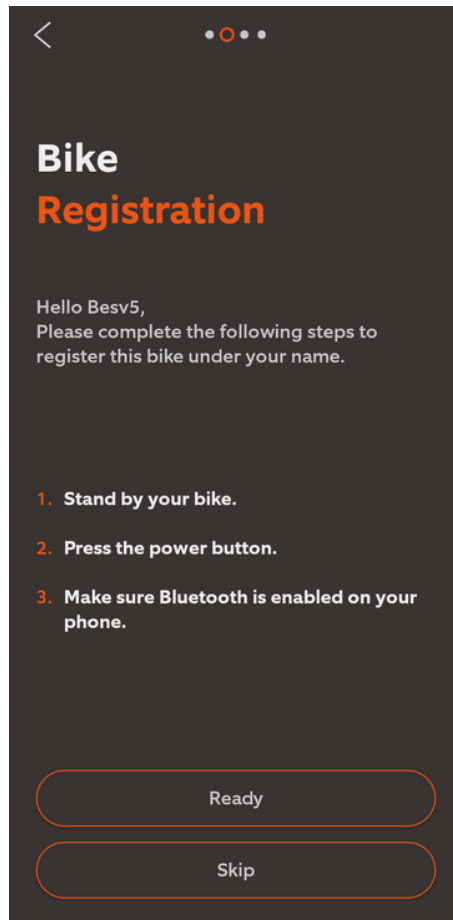 Bike
Registration
Hello Besv5,
Please complete the following steps to
register this bike under your name.
1. Stand by your bike.
2. Press the power button.
3. Make sure Bluetooth is enabled on your
phone.
Ready
Skip